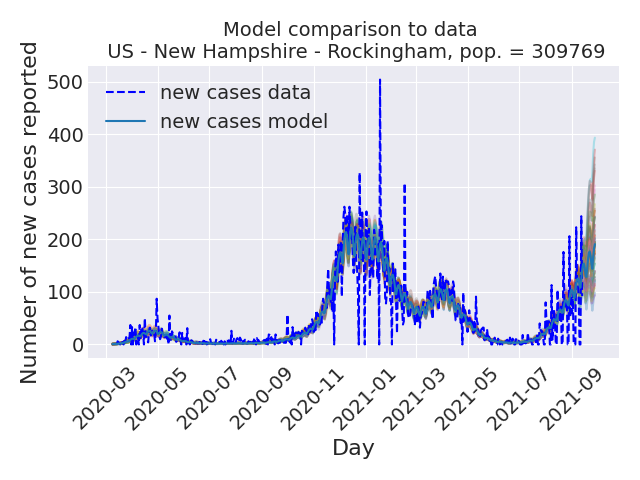 Model comparison to data
US - New Hampshire - Rockingham, pop. = 309769
Number of new cases reported
500
400
300
200
100
0
new cases data
new cases model
2020-03
2020-05
2020-07
2020-09
2020-11
2021-01
2021-03
2021-05
2021-07
2021-09
Day